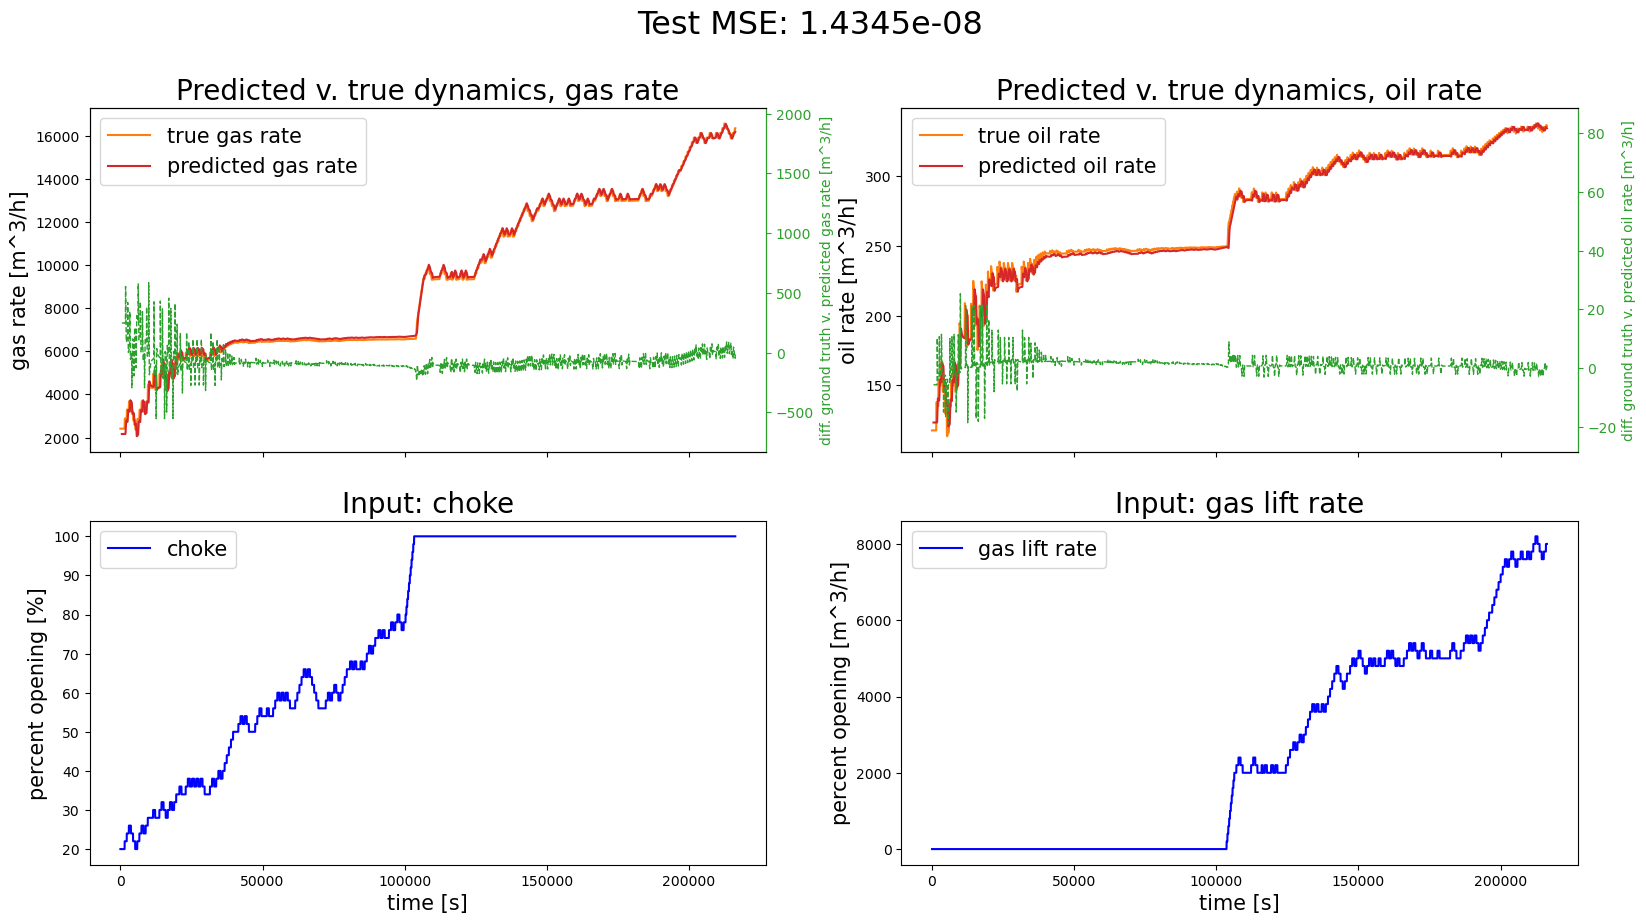 Test MSE: 1.4345e-08
Predicted v. true dynamics, gas rate
true gas rate
predicted gas rate
gas rate [m^3/h]
16000
14000
12000
10000
8000
6000
4000
2000
2000
1500
1000
500
0
−500
diff. ground truth v. predicted gas rate [m^3/h]
Predicted v. true dynamics, oil rate
true oil rate
predicted oil rate
oil rate [m^3/h]
300
250
200
150
80
60
40
20
0
−20
diff. ground truth v. predicted oil rate [m^3/h]
Input: choke
choke
percent opening [%]
100
90
80
70
60
50
40
30
20
0
50000
100000
150000
200000
time [s]
Input: gas lift rate
gas lift rate
percent opening [m^3/h]
8000
6000
4000
2000
0
0
50000
100000
150000
200000
time [s]